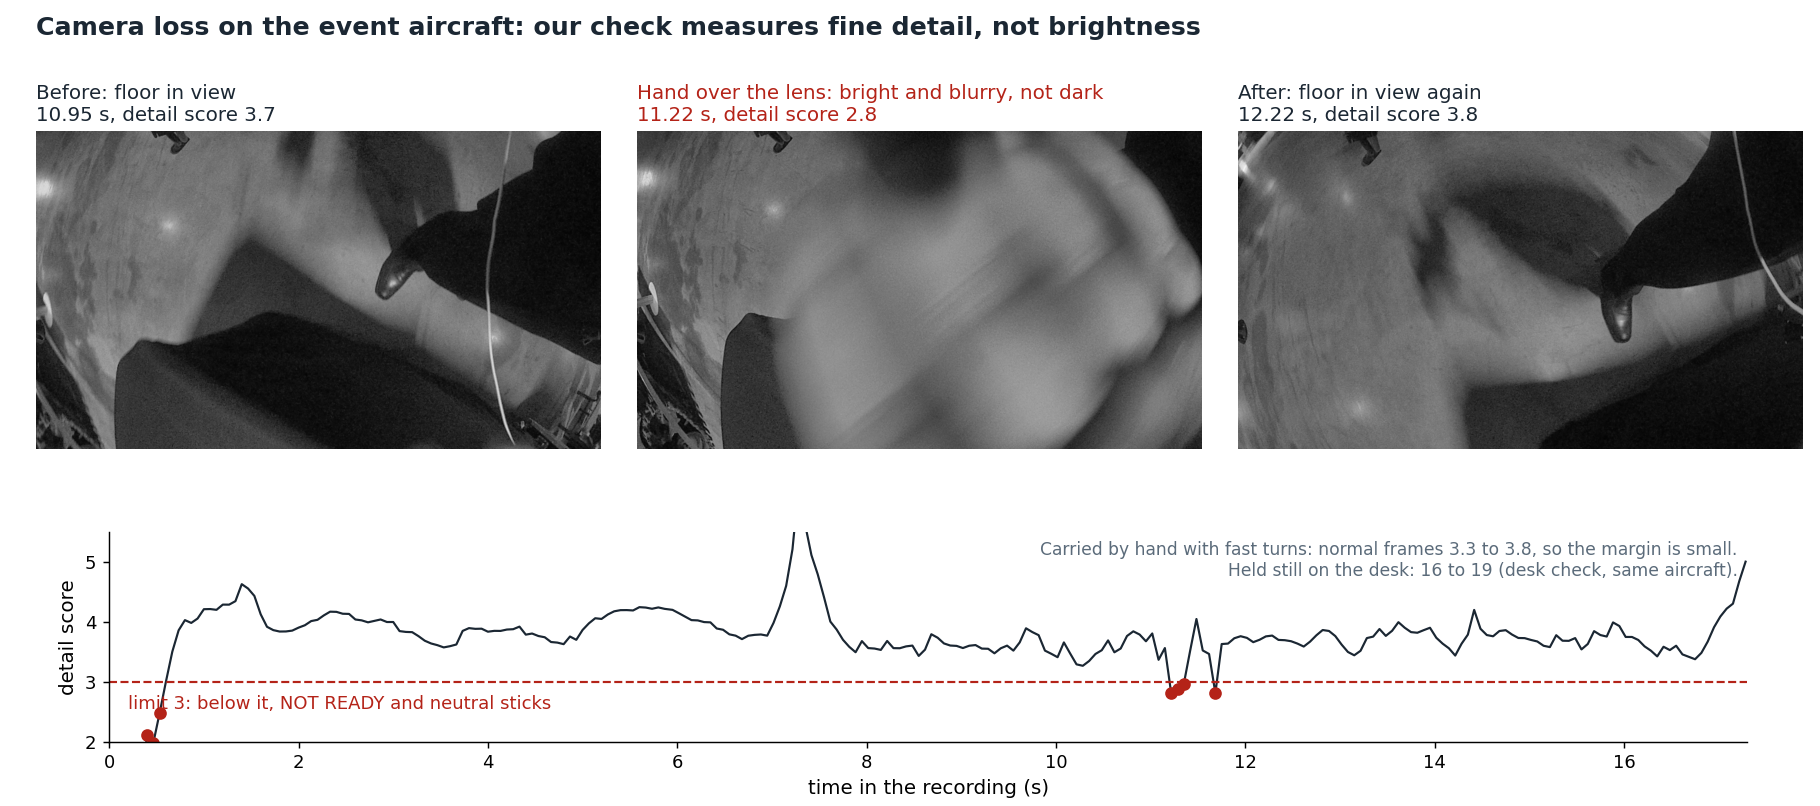 Camera loss on the event aircraft: our check measures fine detail, not brightness
Before: floor in view
10.95 s, detail score 3.7
Hand over the lens: bright and blurry, not dark
11.22 s, detail score 2.8
After: floor in view again
12.22 s, detail score 3.8
Carried by hand with fast turns: normal frames 3.3 to 3.8, so the margin is small.
Held still on the desk: 16 to 19 (desk check, same aircraft).
detail score
5
4
3
2
limit 3: below it, NOT READY and neutral sticks
0 2 4 6 8 10 12 14 16
time in the recording (s)